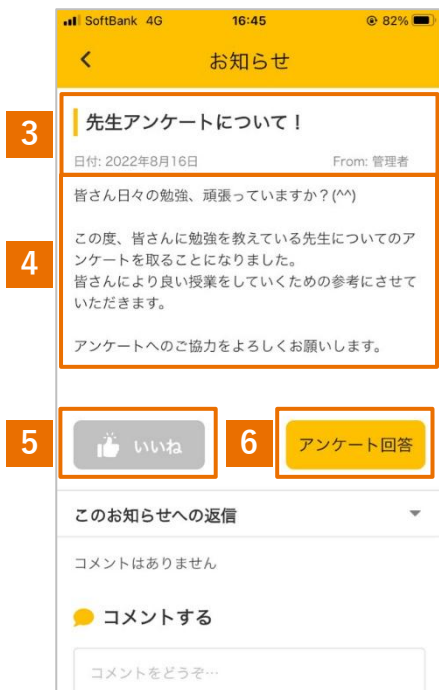 SoftBank 4G 16:45 82%
お知らせ
3
先生アンケートについて！
日付: 2022年8月16日 From: 管理者
4
皆さん日々の勉強、頑張っていますか？(^^)
この度、皆さんに勉強を教えている先生についてのア
ンケートを取ることになりました。
皆さんにより良い授業をしていくための参考にさせて
いただきます。
アンケートへのご協力をよろしくお願いします。
5 いいね 6 アンケート回答
このお知らせへの返信
コメントはありません
コメントする
コメントをどうぞ…